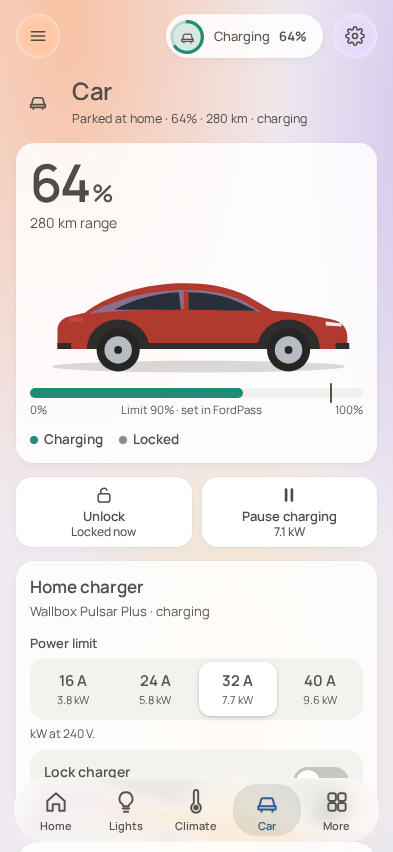 Charging 64%
Car
Parked at home · 64% · 280 km · charging
64%
280 km range
0% Limit 90% · set in FordPass 100%
Charging Locked
Unlock
Locked now
Pause charging
7.1 kW
Home charger
Wallbox Pulsar Plus · charging
Power limit
16 A 24 A 32 A 40 A
3.8 kW 5.8 kW 7.7 kW 9.6 kW
kW at 240 V.
Lock charger
Home Lights Climate Car More